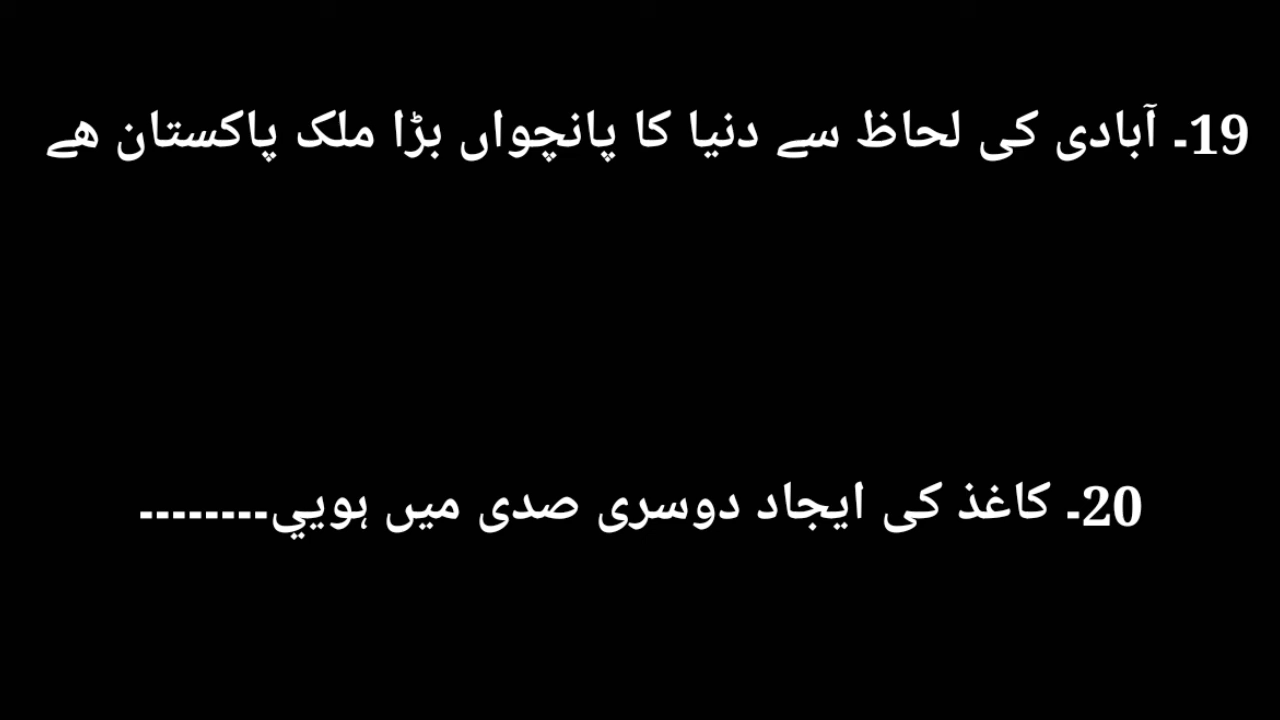 19۔ آبادی کی لحاظ سے دنیا کا پانچواں بڑا ملک پاکستان ھے
20۔ کاغذ کی ایجاد دوسری صدی میں ہویي--------